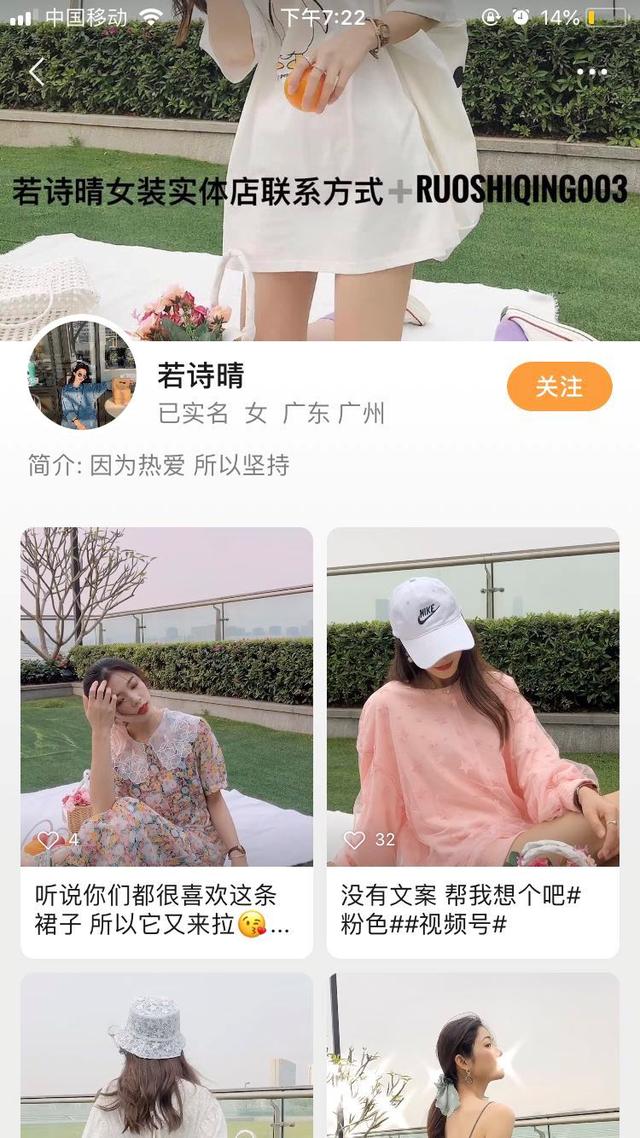 中国移动
下午7:22
14%
若诗晴女装实体店联系方式➕RUOSHIQING003
若诗晴
关注
已实名 女 广东 广州
简介: 因为热爱 所以坚持
NIKE
4
32
听说你们都很喜欢这条
裙子 所以它又来拉😘...
没有文案 帮我想个吧#
粉色##视频号#